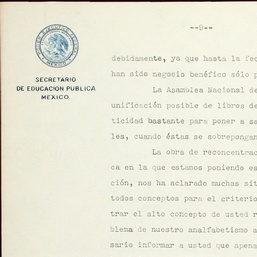 --9--
SECRETARIO
DE EDUCACION PUBLICA
MEXICO.
debidamente, ya que hasta la fec
han sido negocio benéfico sólo p
La Asamblea Nacional de
unificación posible de libros de
ticidad bastante para poner a sa
les, cuando éstas se sobrepongan
La obra de reconcentrac
ca en la que estamos poniendo es
ción, nos ha aclarado muchas sit
todos conceptos para el criterio
trar el alto concepto de usted r
blema de nuestro analfabetismo a
sario informar a usted que apena